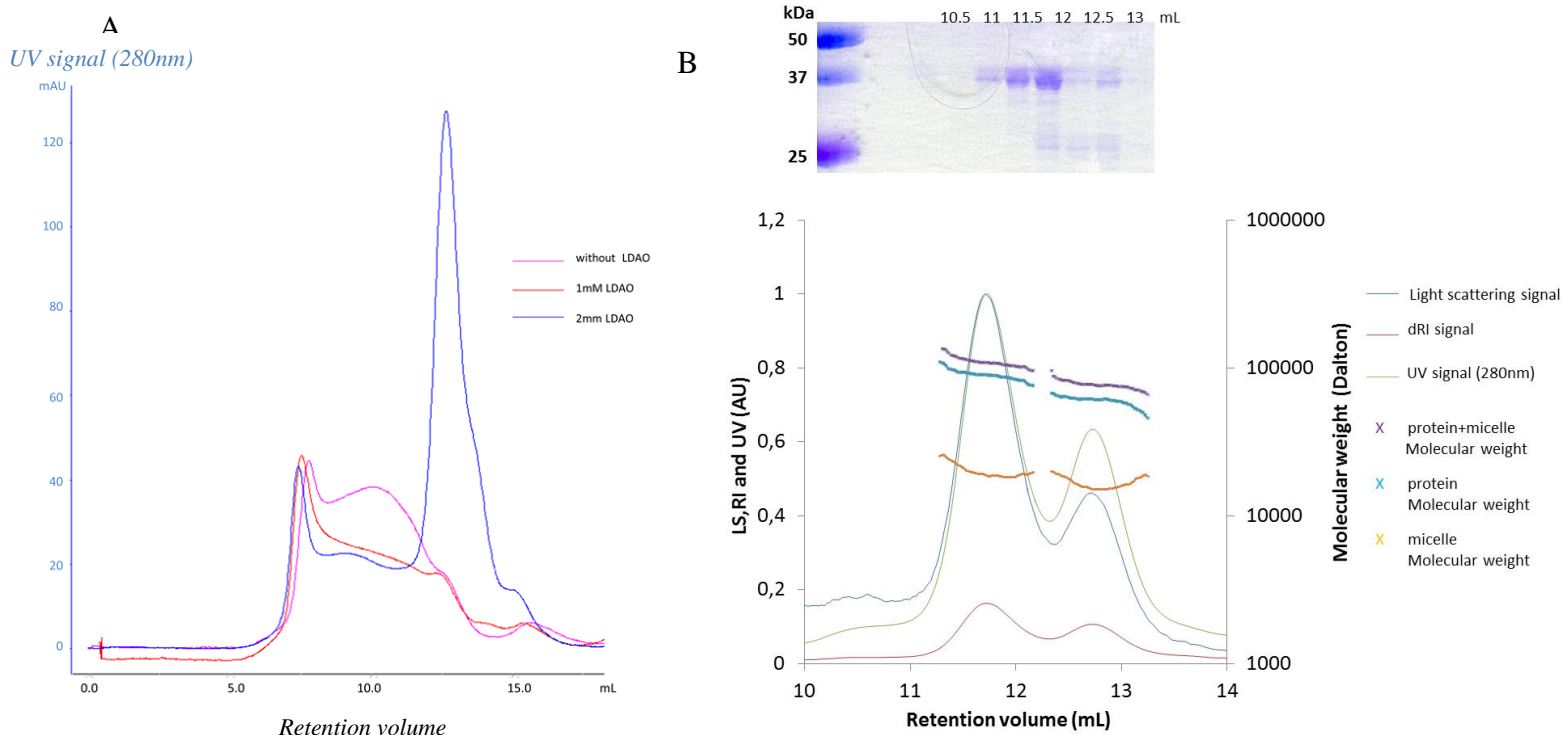 A
UV signal (280nm)
mAU
120
100
80
60
40
20
0
without LDAO
1mM LDAO
2mm LDAO
0.0 5.0 10.0 15.0 mL
Retention volume
B
kDa 10.5 11 11.5 12 12.5 13 mL
50
37
25
1,2
1
0,8
0,6
0,4
0,2
0
LS,RI and UV (AU)
1000000
100000
10000
1000
Molecular weight (Dalton)
10 11 12 13 14
Retention volume (mL)
Light scattering signal
dRI signal
UV signal (280nm)
X protein+micelle
Molecular weight
X protein
Molecular weight
X micelle
Molecular weight